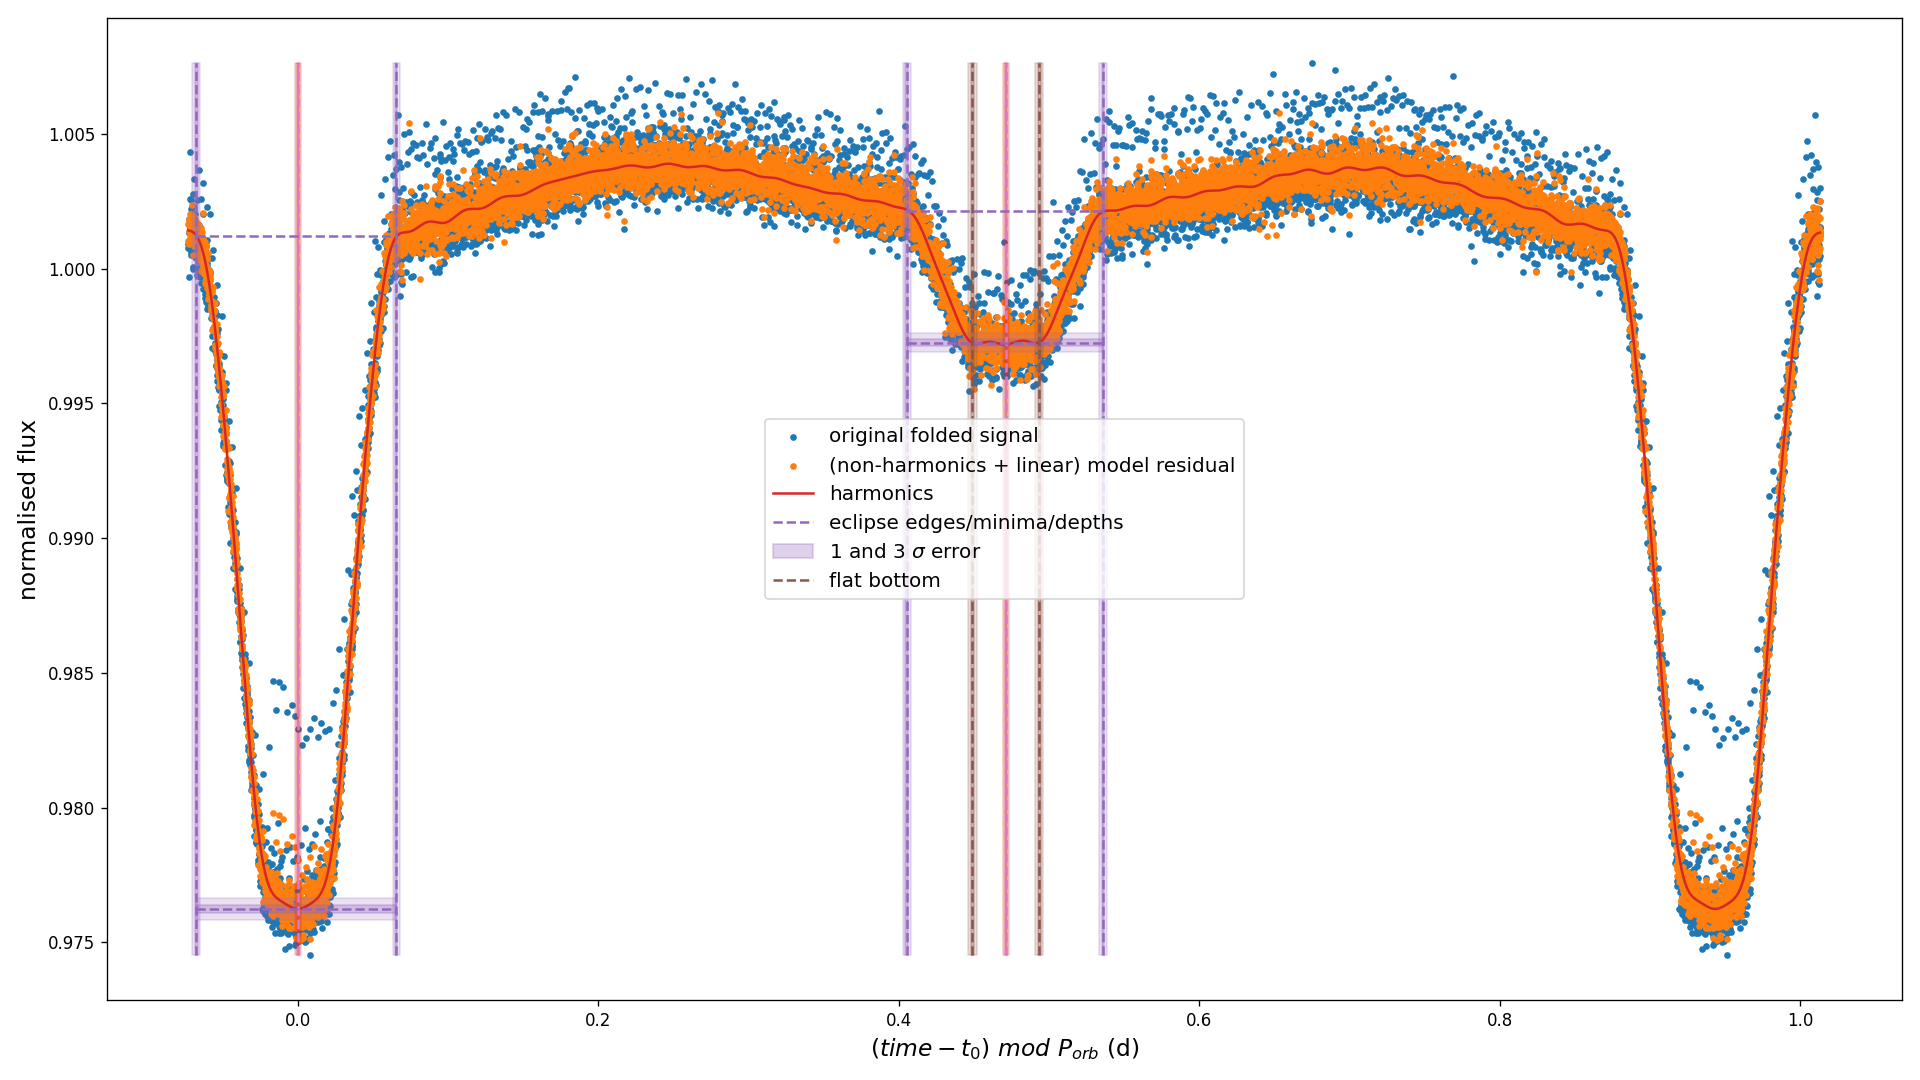 normalised flux
1.005
1.000
0.995
0.990
0.985
0.980
0.975
original folded signal
(non-harmonics + linear) model residual
harmonics
eclipse edges/minima/depths
1 and 3 σ error
flat bottom
0.0 0.2 0.4 0.6 0.8 1.0
(time − t₀) mod Pₒᵣb (d)